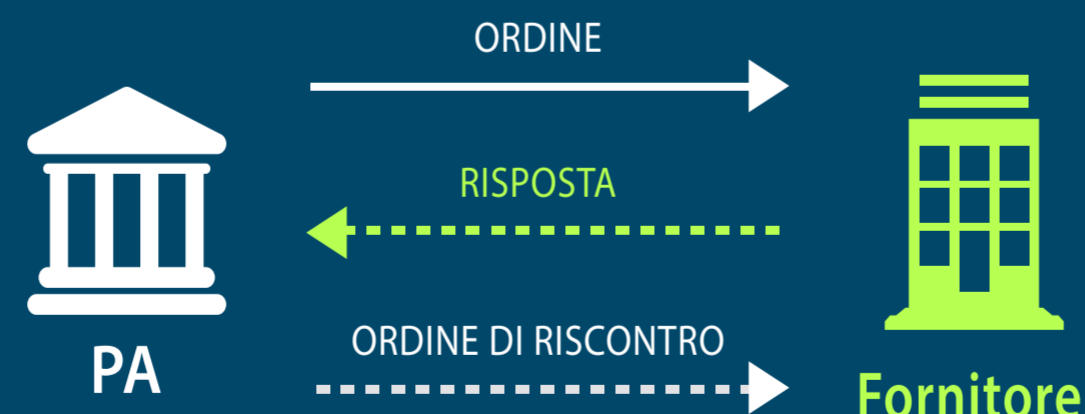 ORDINE
RISPOSTA
ORDINE DI RISCONTRO
PA
Fornitore